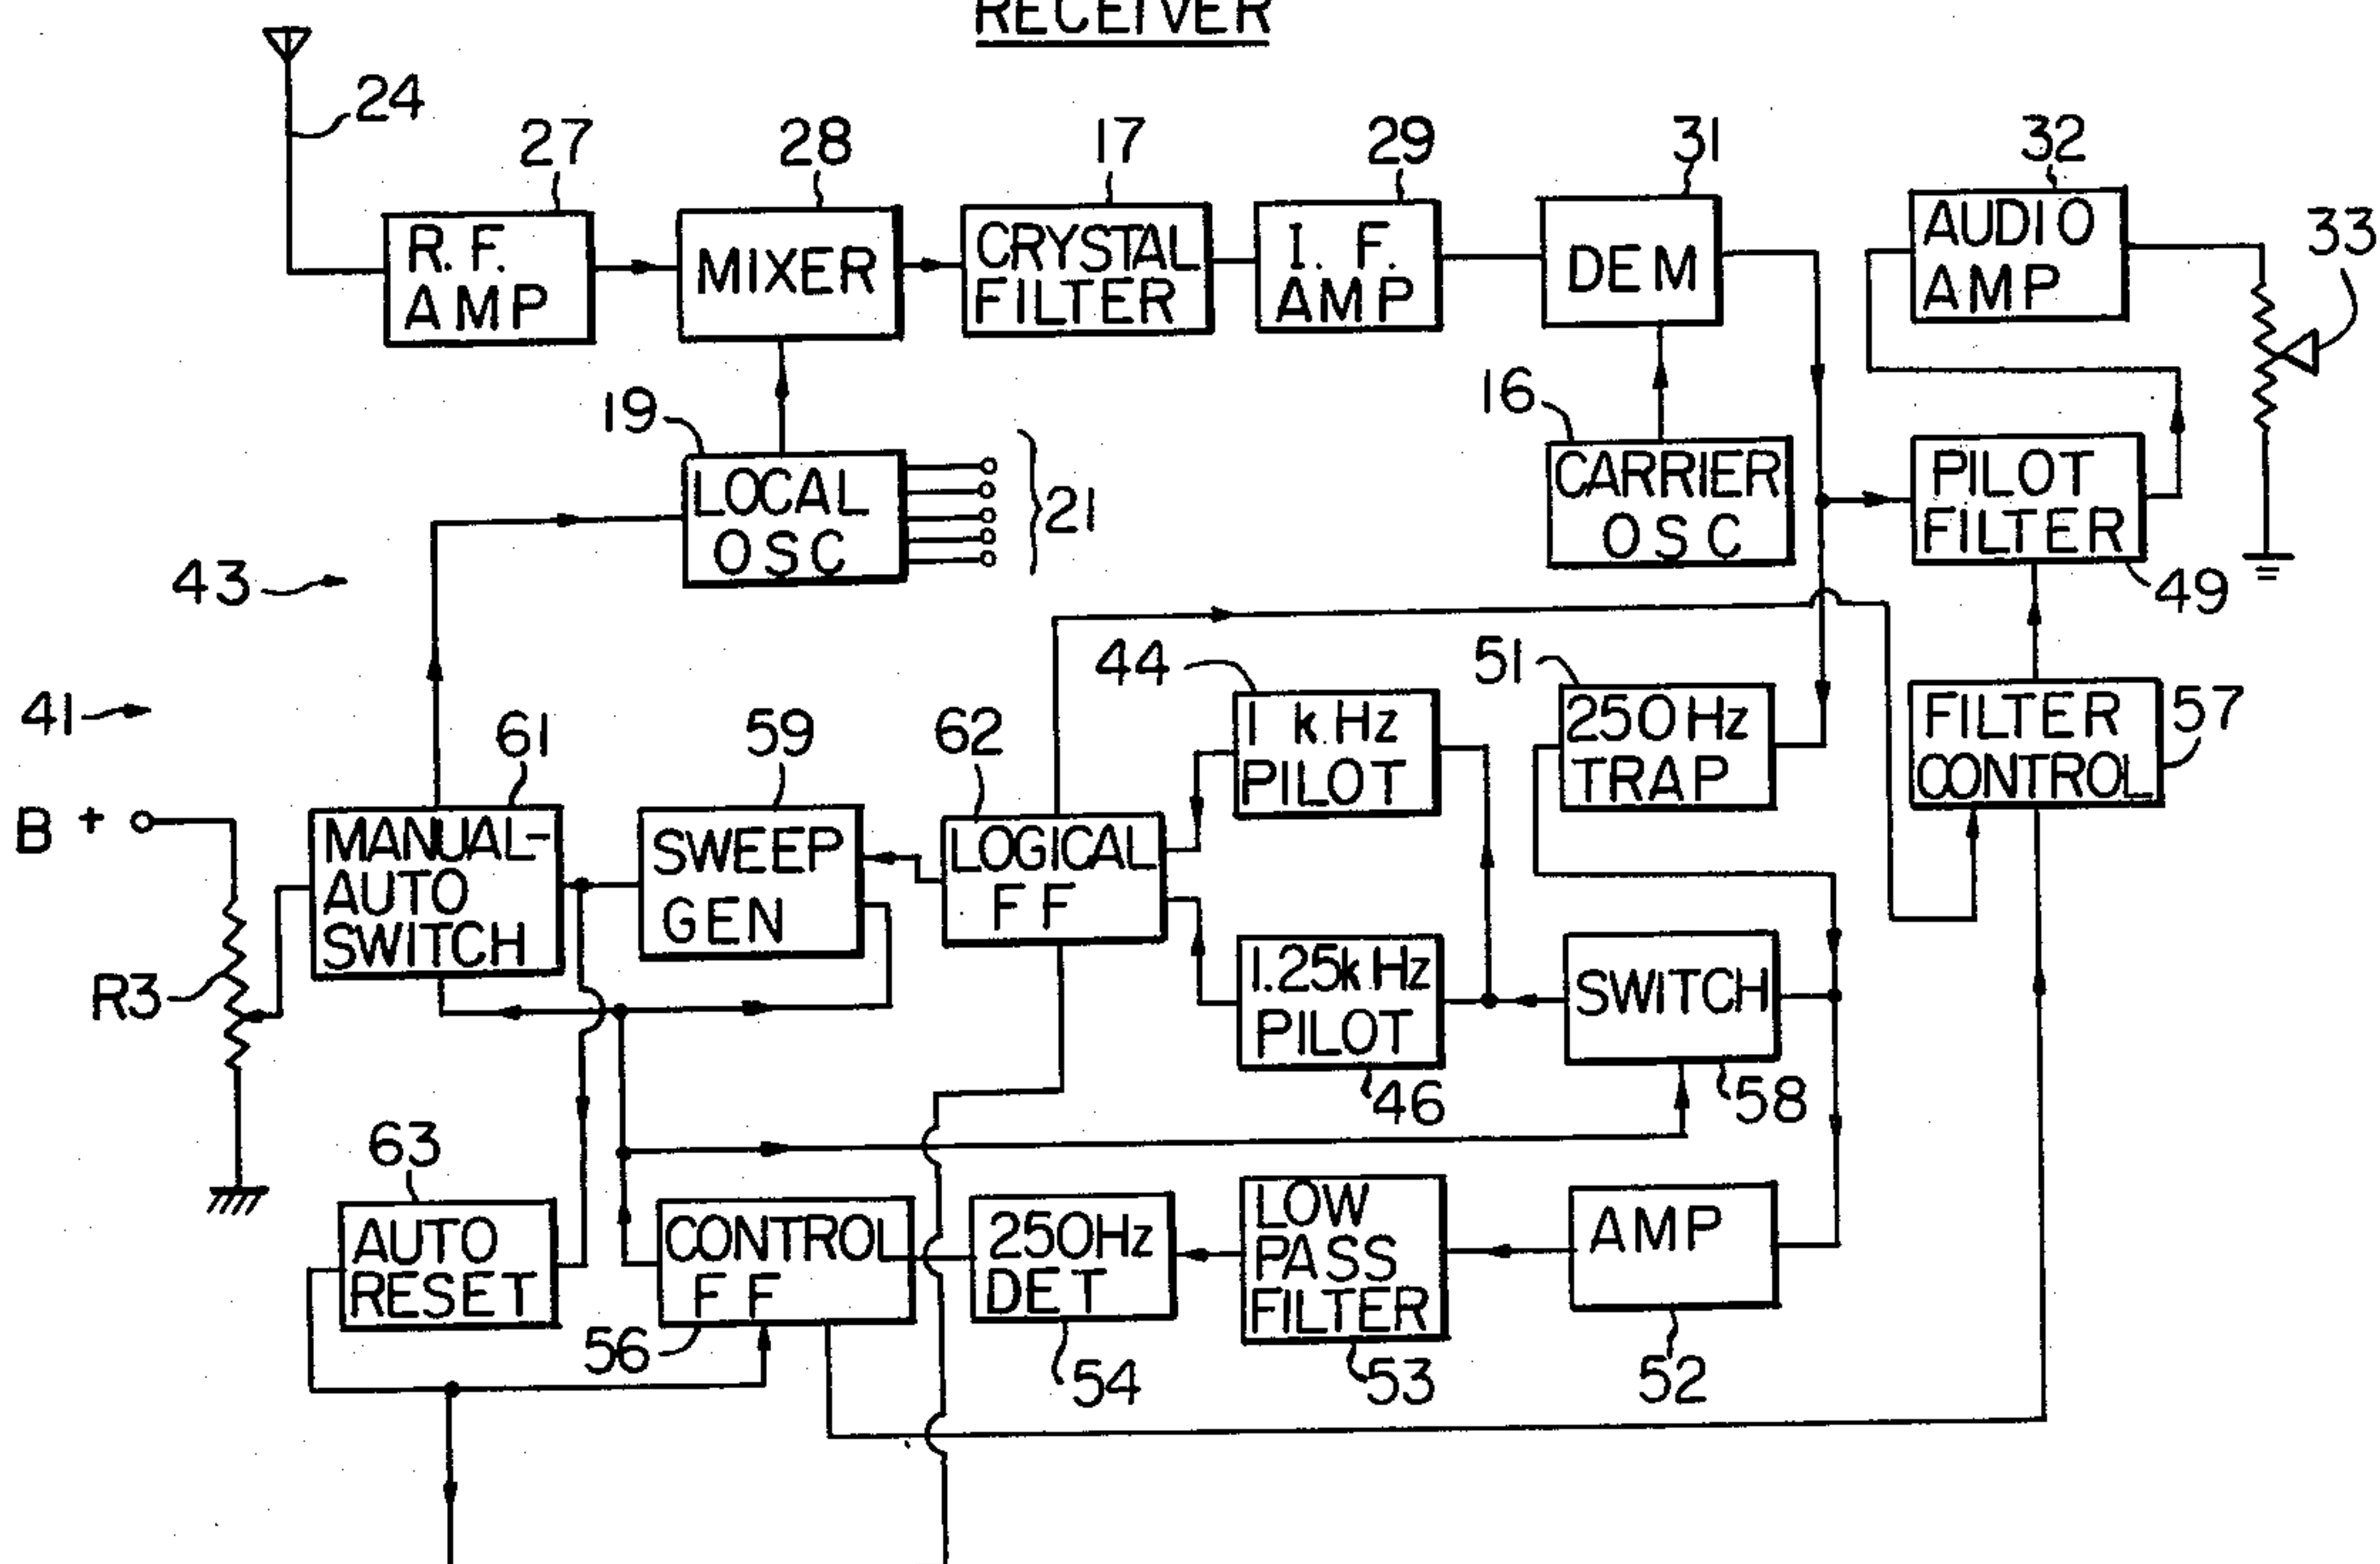 RECEIVER
24
27
28
17
29
31
32
33
R. F.
AMP
MIXER
CRYSTAL
FILTER
I. F.
AMP
DEM
AUDIO
AMP
19
16
LOCAL
OSC
21
CARRIER
OSC
PILOT
FILTER
49
43
44
51
41
61
59
62
1 k.Hz
PILOT
250Hz
TRAP
FILTER
CONTROL
57
B +
MANUAL-
AUTO
SWITCH
SWEEP
GEN
LOGICAL
FF
R3
1.25kHz
PILOT
SWITCH
46
58
63
AUTO
RESET
CONTROL
FF
250Hz
DET
LOW
PASS
FILTER
AMP
56
54
53
52